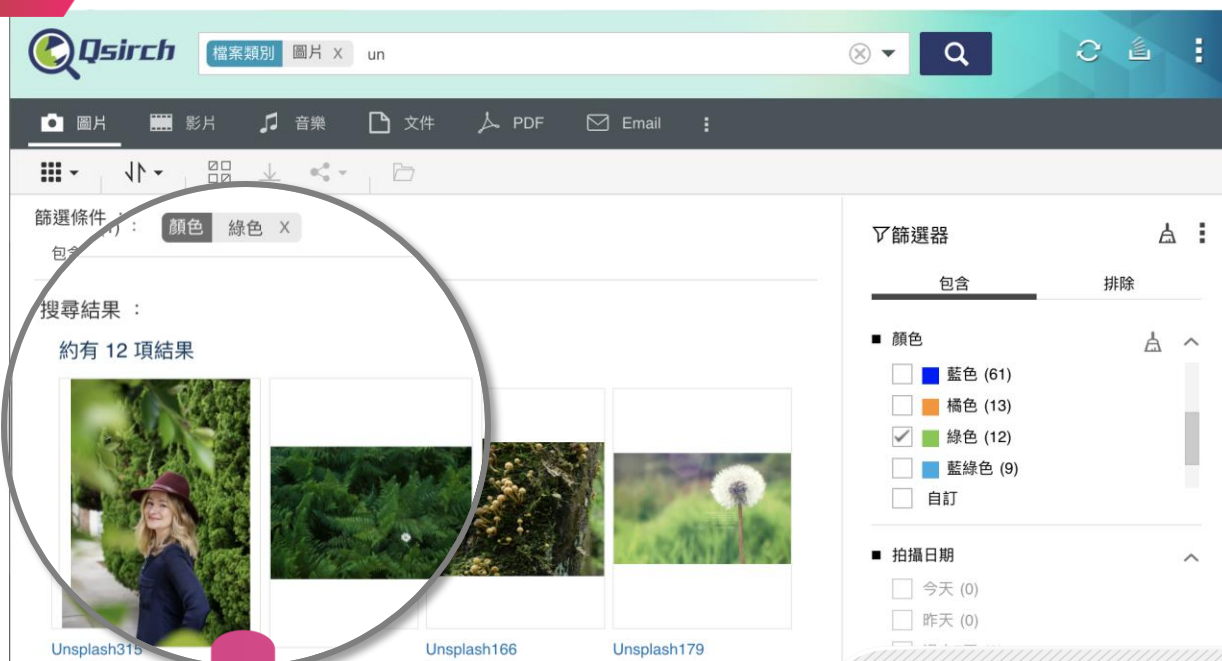 Qsirch
檔案類別 圖片 X un
圖片 影片 音樂 文件 PDF Email
篩選條件 :
顏色 綠色 X
搜尋結果 :
約有 12 項結果
Unsplash315
Unsplash166
Unsplash179
篩選器
包含 排除
顏色
藍色 (61)
橘色 (13)
綠色 (12)
藍綠色 (9)
自訂
拍攝日期
今天 (0)
昨天 (0)